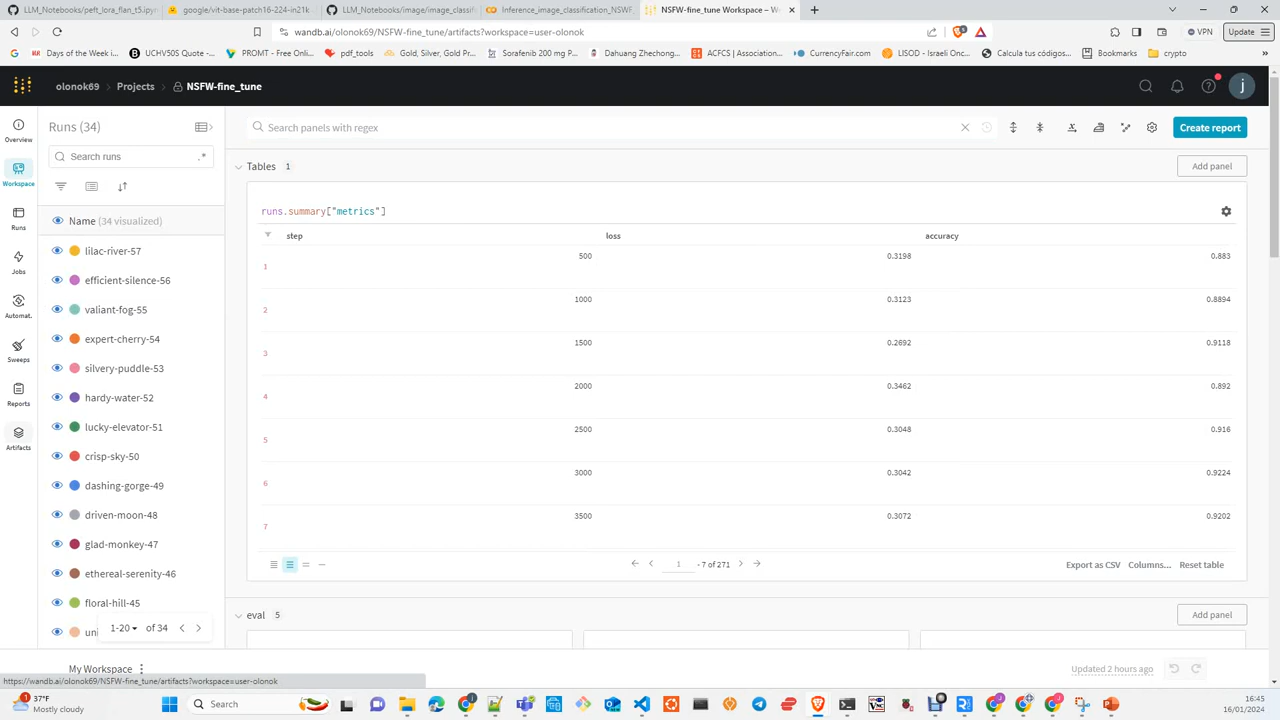 LLM_Notebooks/peft_lora_flan_t5.ipyn
google/vit-base-patch16-224-in21k
LLM_Notebooks/image/image_classif
Inference_image_classification_NSWF_
NSFW-fine_tune Workspace – W
wandb.ai/olonok69/NSFW-fine_tune/artifacts?workspace=user-olonok
VPN
Update
Days of the Week i...
UCHV50S Quote -...
PROMT - Free Onli...
pdf_tools
Gold, Silver, Gold Pr...
Sorafenib 200 mg P...
Dahuang Zhechong...
ACFCS | Association...
CurrencyFair.com
LISOD - Israeli Onc...
Calcula tus códigos...
Bookmarks
crypto
olonok69 > Projects > NSFW-fine_tune
j
Overview
Workspace
Runs
Jobs
Automat.
Sweeps
Reports
Artifacts
Runs (34)
Search runs
.*
Name (34 visualized)
lilac-river-57
efficient-silence-56
valiant-fog-55
expert-cherry-54
silvery-puddle-53
hardy-water-52
lucky-elevator-51
crisp-sky-50
dashing-gorge-49
driven-moon-48
glad-monkey-47
ethereal-serenity-46
floral-hill-45
1-20 of 34
Search panels with regex
Create report
Tables 1
Add panel
runs.summary["metrics"]
step loss accuracy
1 500 0.3198 0.883
2 1000 0.3123 0.8894
3 1500 0.2692 0.9118
4 2000 0.3462 0.892
5 2500 0.3048 0.916
6 3000 0.3042 0.9224
7 3500 0.3072 0.9202
1 - 7 of 271
Export as CSV Columns... Reset table
eval 5
Add panel
My Workspace
Updated 2 hours ago
https://wandb.ai/olonok69/NSFW-fine_tune/artifacts?workspace=user-olonok
37°F
Mostly cloudy
Search
16:45
16/01/2024